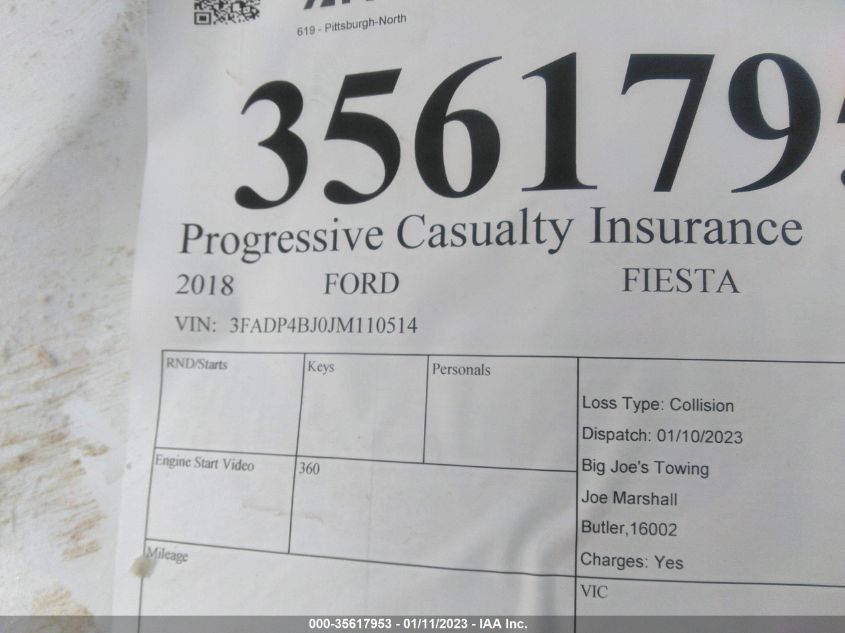 619 - Pittsburgh-North
356179
Progressive Casualty Insurance
2018 FORD FIESTA
VIN: 3FADP4BJ0JM110514
RND/Starts Keys Personals
Loss Type: Collision
Dispatch: 01/10/2023
Engine Start Video 360
Big Joe's Towing
Joe Marshall
Butler,16002
Charges: Yes
Mileage
VIC
000-35617953 - 01/11/2023 - IAA Inc.